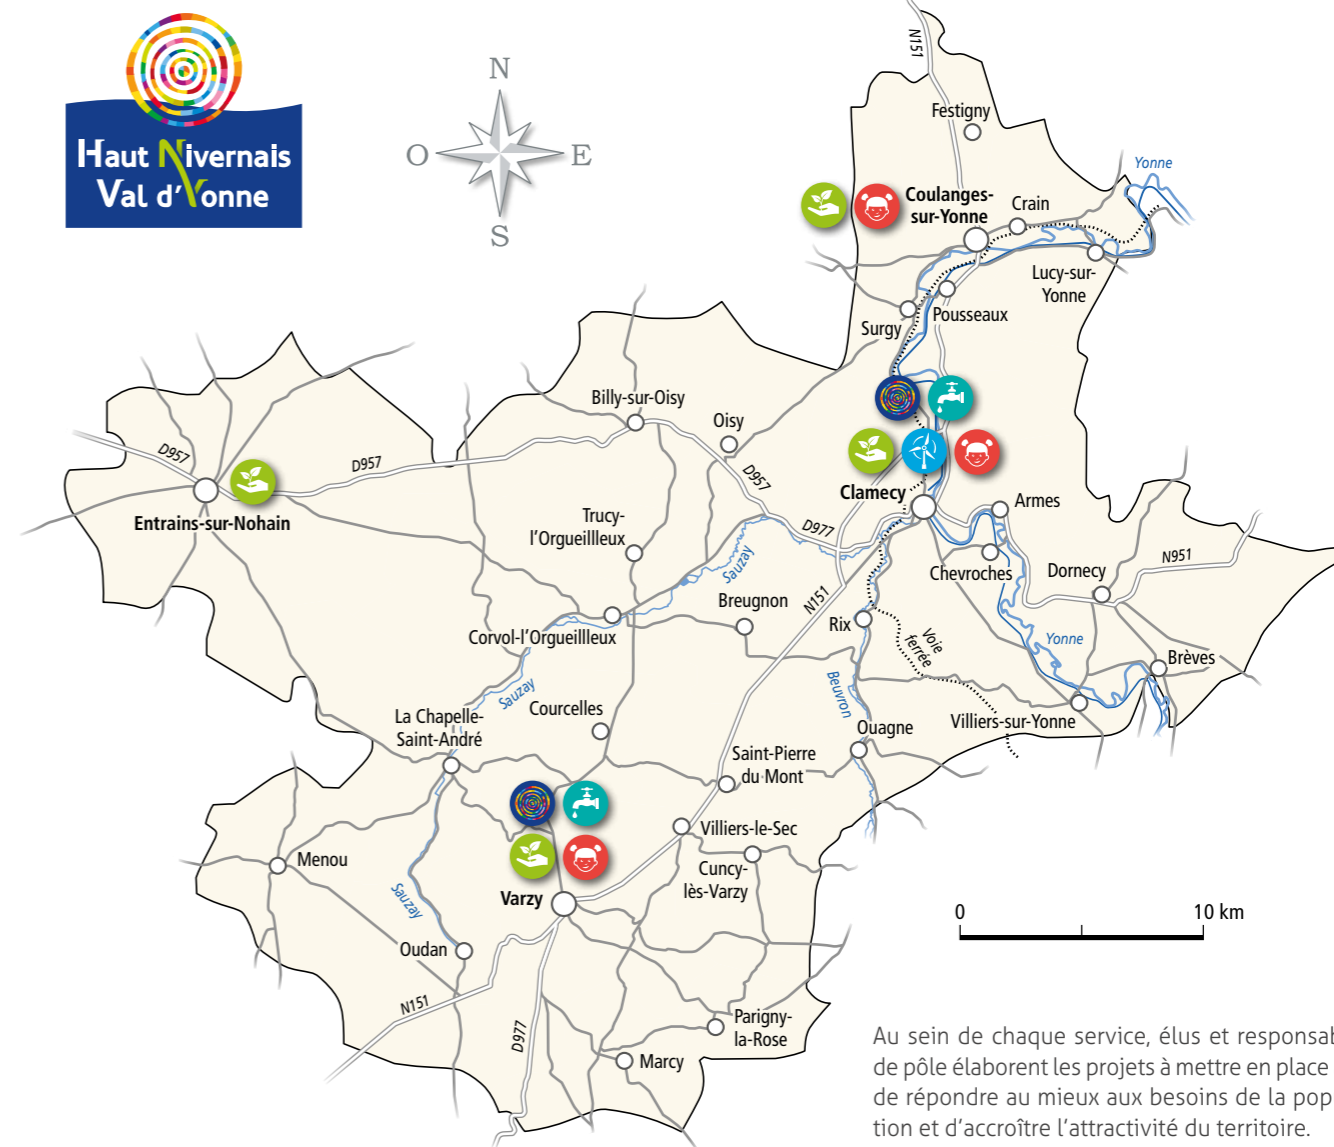 Haut Nivernais
Val d'Yonne
N
O
E
S
N151
Festigny
Yonne
Coulanges-
sur-Yonne
Crain
Lucy-sur-
Yonne
Pousseaux
Surgy
Billy-sur-Oisy
Oisy
D957
D957
D957
Entrains-sur-Nohain
Clamecy
Armes
Trucy-
l'Orgueillleux
D977
Sauzay
Chevroches
Dornecy
N951
Breugnon
N151
Rix
Corvol-l'Orgueillleux
Voie
ferrée
Yonne
Brèves
Sauzay
Beuvron
Courcelles
La Chapelle-
Saint-André
Ouagne
Villiers-sur-Yonne
Saint-Pierre
du Mont
Villiers-le-Sec
Menou
Cuncy-
lès-Varzy
Sauzay
Varzy
0 10 km
Oudan
N151
D977
Parigny-
la-Rose
Marcy
Au sein de chaque service, élus et responsab
de pôle élaborent les projets à mettre en place
de répondre au mieux aux besoins de la pop
tion et d'accroître l'attractivité du territoire.